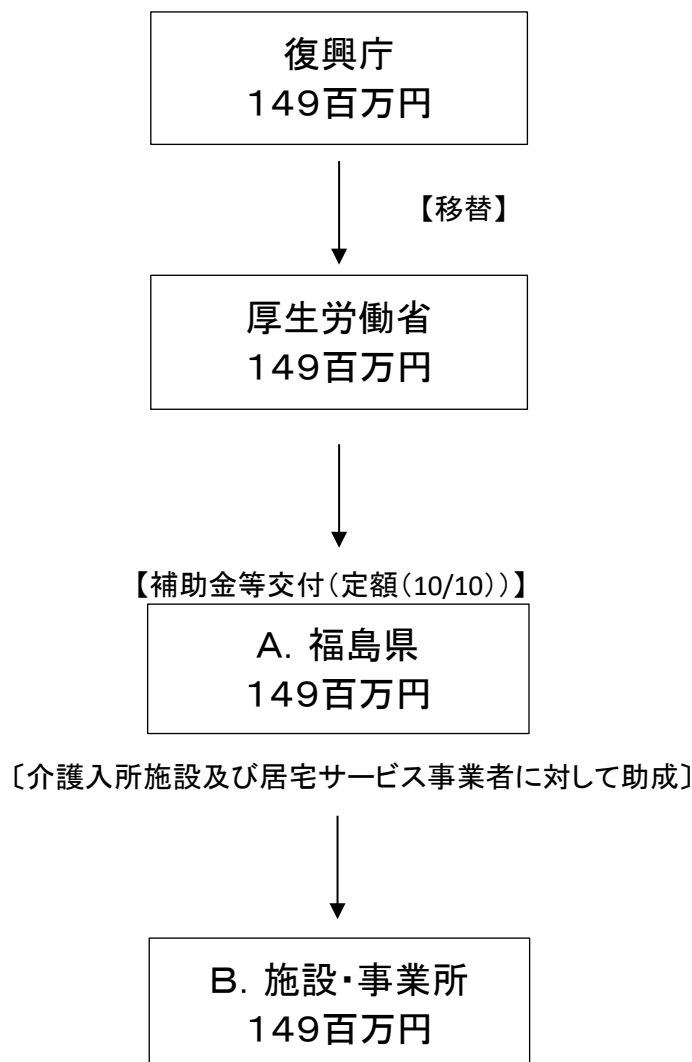 復興庁
149百万円
【移替】
厚生労働省
149百万円
【補助金等交付（定額（10/10））】
A．福島県
149百万円
〔介護入所施設及び居宅サービス事業者に対して助成〕
B．施設・事業所
149百万円